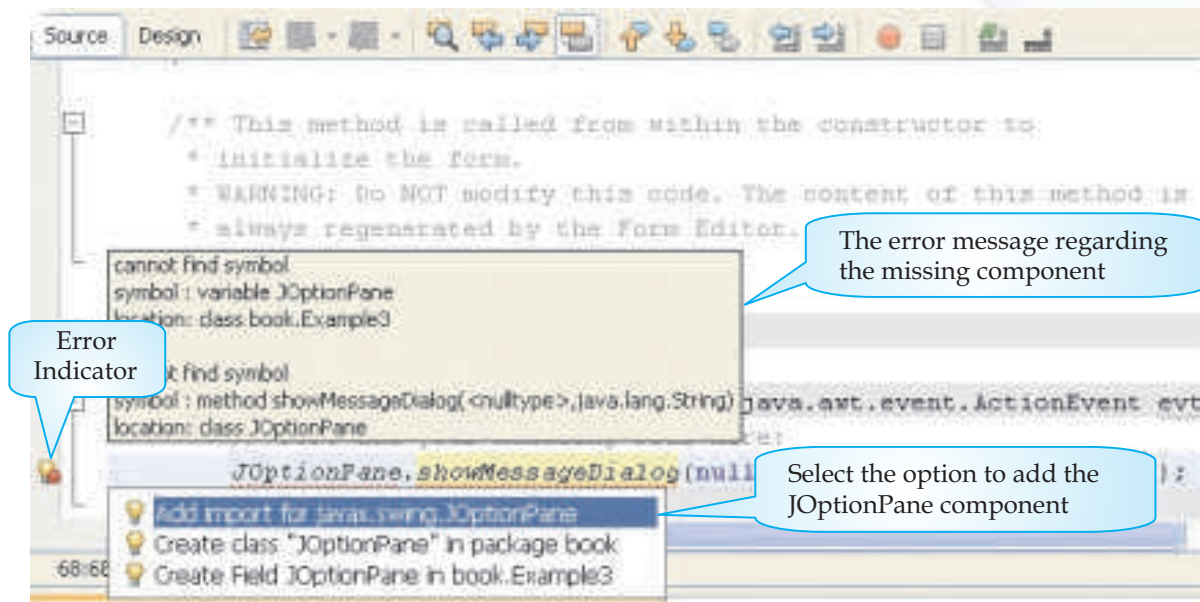 Source Design
/** This method is called from within the constructor to
* initialize the form.
* WARNING: Do NOT modify this code. The content of this method is
* always regenerated by the Form Editor.
The error message regarding
the missing component
cannot find symbol
symbol : variable JOptionPane
location: class book.Example3
Error
Indicator
find symbol
symbol : method showMessageDialog(<nulltype>,java.lang.String)
location: class JOptionPane
java.awt.event.ActionEvent evt
JOptionPane.showMessageDialog(null
);
Select the option to add the
JOptionPane component
Add import for javax.swing.JOptionPane
Create class "JOptionPane" in package book
Create Field JOptionPane in book.Example3
68:68